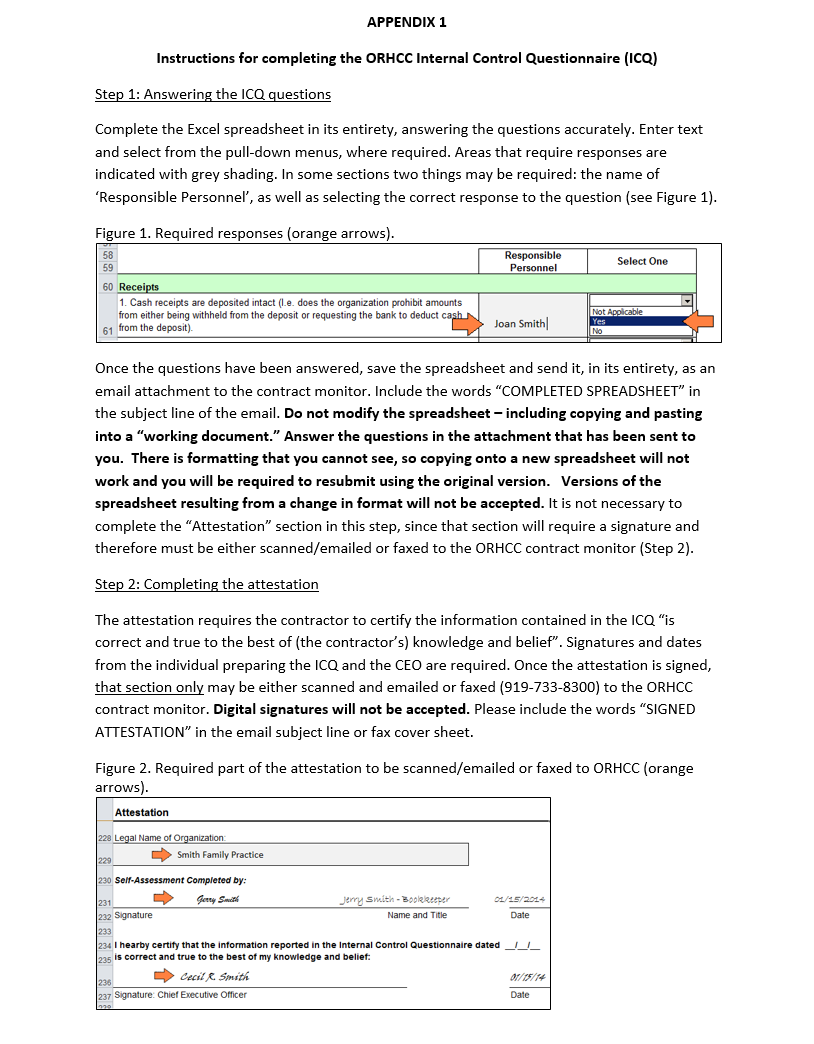 APPENDIX 1
Instructions for completing the ORHCC Internal Control Questionnaire (ICQ)
Step 1: Answering the ICQ questions
Complete the Excel spreadsheet in its entirety, answering the questions accurately. Enter text
and select from the pull-down menus, where required. Areas that require responses are
indicated with grey shading. In some sections two things may be required: the name of
‘Responsible Personnel’, as well as selecting the correct response to the question (see Figure 1).
Figure 1. Required responses (orange arrows).
58 Responsible Select One
59 Personnel
60 Receipts
1. Cash receipts are deposited intact (I.e. does the organization prohibit amounts
from either being withheld from the deposit or requesting the bank to deduct cash
61 from the deposit).
Joan Smith
Not Applicable
Yes
No
Once the questions have been answered, save the spreadsheet and send it, in its entirety, as an
email attachment to the contract monitor. Include the words “COMPLETED SPREADSHEET” in
the subject line of the email. Do not modify the spreadsheet – including copying and pasting
into a “working document.” Answer the questions in the attachment that has been sent to
you. There is formatting that you cannot see, so copying onto a new spreadsheet will not
work and you will be required to resubmit using the original version. Versions of the
spreadsheet resulting from a change in format will not be accepted. It is not necessary to
complete the “Attestation” section in this step, since that section will require a signature and
therefore must be either scanned/emailed or faxed to the ORHCC contract monitor (Step 2).
Step 2: Completing the attestation
The attestation requires the contractor to certify the information contained in the ICQ “is
correct and true to the best of (the contractor’s) knowledge and belief”. Signatures and dates
from the individual preparing the ICQ and the CEO are required. Once the attestation is signed,
that section only may be either scanned and emailed or faxed (919-733-8300) to the ORHCC
contract monitor. Digital signatures will not be accepted. Please include the words “SIGNED
ATTESTATION” in the email subject line or fax cover sheet.
Figure 2. Required part of the attestation to be scanned/emailed or faxed to ORHCC (orange
arrows).
Attestation
228 Legal Name of Organization:
229 Smith Family Practice
230 Self-Assessment Completed by:
231 Gerry Smith Jerry Smith - Bookkeeper 01/15/2014
232 Signature Name and Title Date
233
234 I hearby certify that the information reported in the Internal Control Questionnaire dated __/__/__
235 is correct and true to the best of my knowledge and belief:
236 Cecil R. Smith 01/15/14
237 Signature: Chief Executive Officer Date